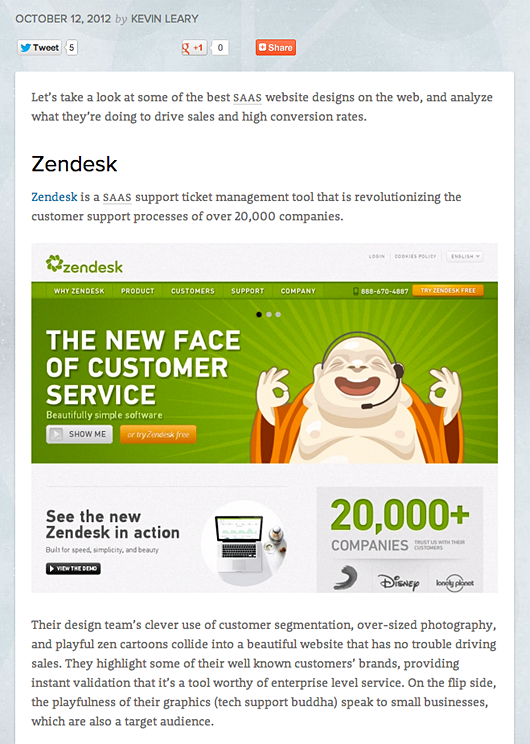 OCTOBER 12, 2012 by KEVIN LEARY
Tweet 5 +1 0 Share
Let's take a look at some of the best SAAS website designs on the web, and analyze
what they're doing to drive sales and high conversion rates.
Zendesk
Zendesk is a SAAS support ticket management tool that is revolutionizing the
customer support processes of over 20,000 companies.
zendesk
LOGIN COOKIES POLICY ENGLISH
WHY ZENDESK PRODUCT CUSTOMERS SUPPORT COMPANY 888-670-4887 TRY ZENDESK FREE
THE NEW FACE
OF CUSTOMER
SERVICE
Beautifully simple software
SHOW ME or try Zendesk free
See the new
Zendesk in action
Built for speed, simplicity, and beauty
VIEW THE DEMO
20,000+
COMPANIES TRUST US WITH THEIR
CUSTOMERS
Disney lonely planet
Their design team's clever use of customer segmentation, over-sized photography,
and playful zen cartoons collide into a beautiful website that has no trouble driving
sales. They highlight some of their well known customers' brands, providing
instant validation that it's a tool worthy of enterprise level service. On the flip side,
the playfulness of their graphics (tech support buddha) speak to small businesses,
which are also a target audience.